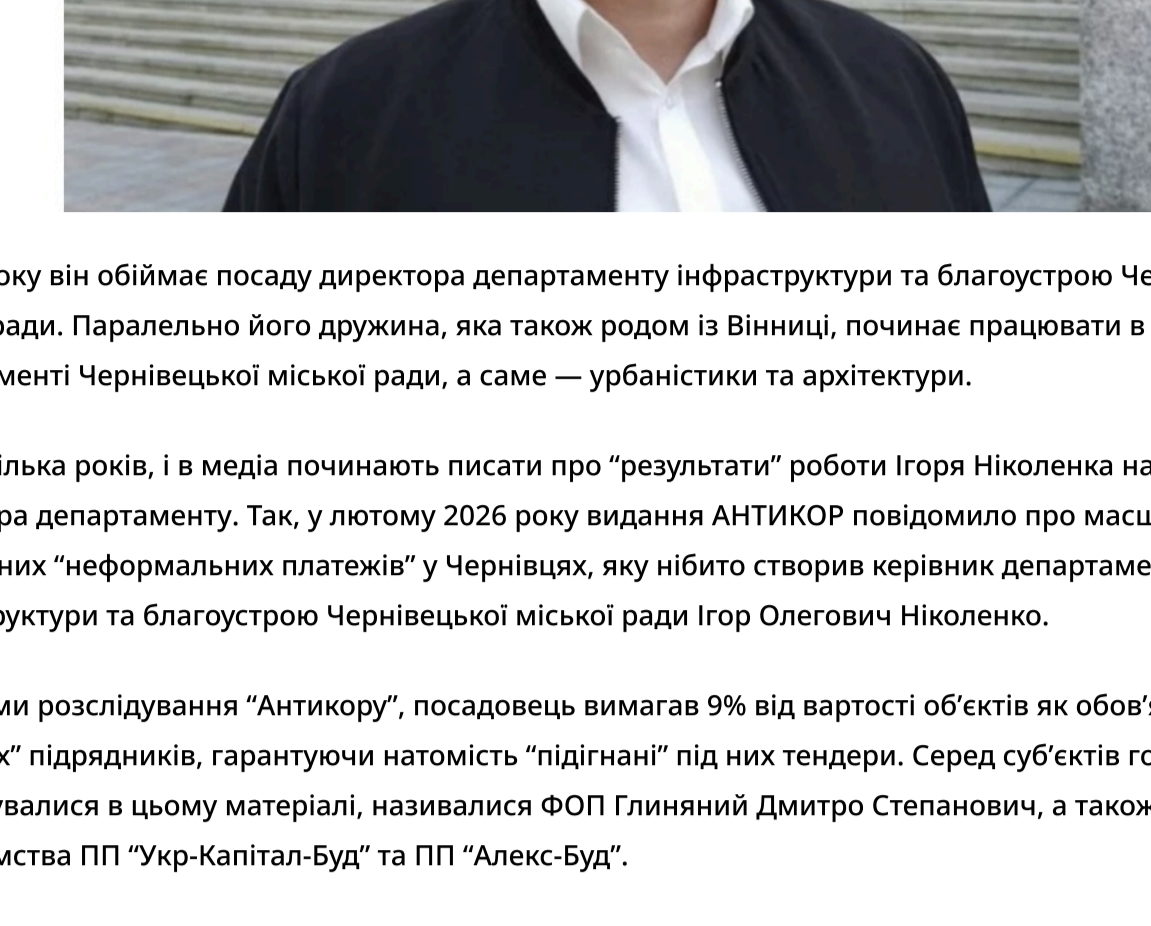 оку він обіймає посаду директора департаменту інфраструктури та благоустрою Че
ради. Паралельно його дружина, яка також родом із Вінниці, починає працювати в
менті Чернівецької міської ради, а саме — урбаністики та архітектури.
ілька років, і в медіа починають писати про “результати” роботи Ігоря Ніколенка на
ра департаменту. Так, у лютому 2026 року видання АНТИКОР повідомило про масш
них “неформальних платежів” у Чернівцях, яку нібито створив керівник департаме
руктури та благоустрою Чернівецької міської ради Ігор Олегович Ніколенко.
ми розслідування “Антикору”, посадовець вимагав 9% від вартості об’єктів як обов’я
х” підрядників, гарантуючи натомість “підігнані” під них тендери. Серед суб’єктів го
увалися в цьому матеріалі, називалися ФОП Глиняний Дмитро Степанович, а також
мства ПП “Укр-Капітал-Буд” та ПП “Алекс-Буд”.